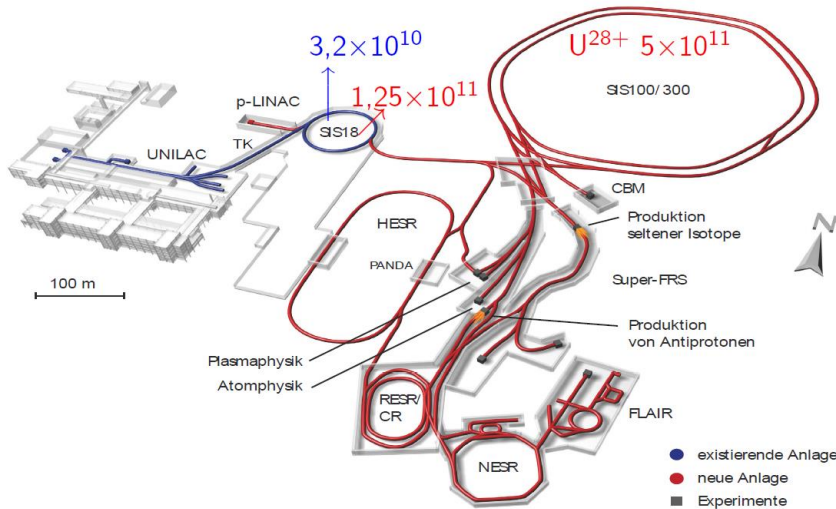 3,2×10¹⁰
U²⁸⁺ 5×10¹¹
1,25×10¹¹
SIS100/300
p-LINAC
SIS18
TK
UNILAC
CBM
Produktion
seltener Isotope
N
HESR
PANDA
Super-FRS
100 m
Produktion
von Antiprotonen
Plasmaphysik
Atomphysik
RESR/
CR
FLAIR
NESR
existierende Anlage
neue Anlage
Experimente